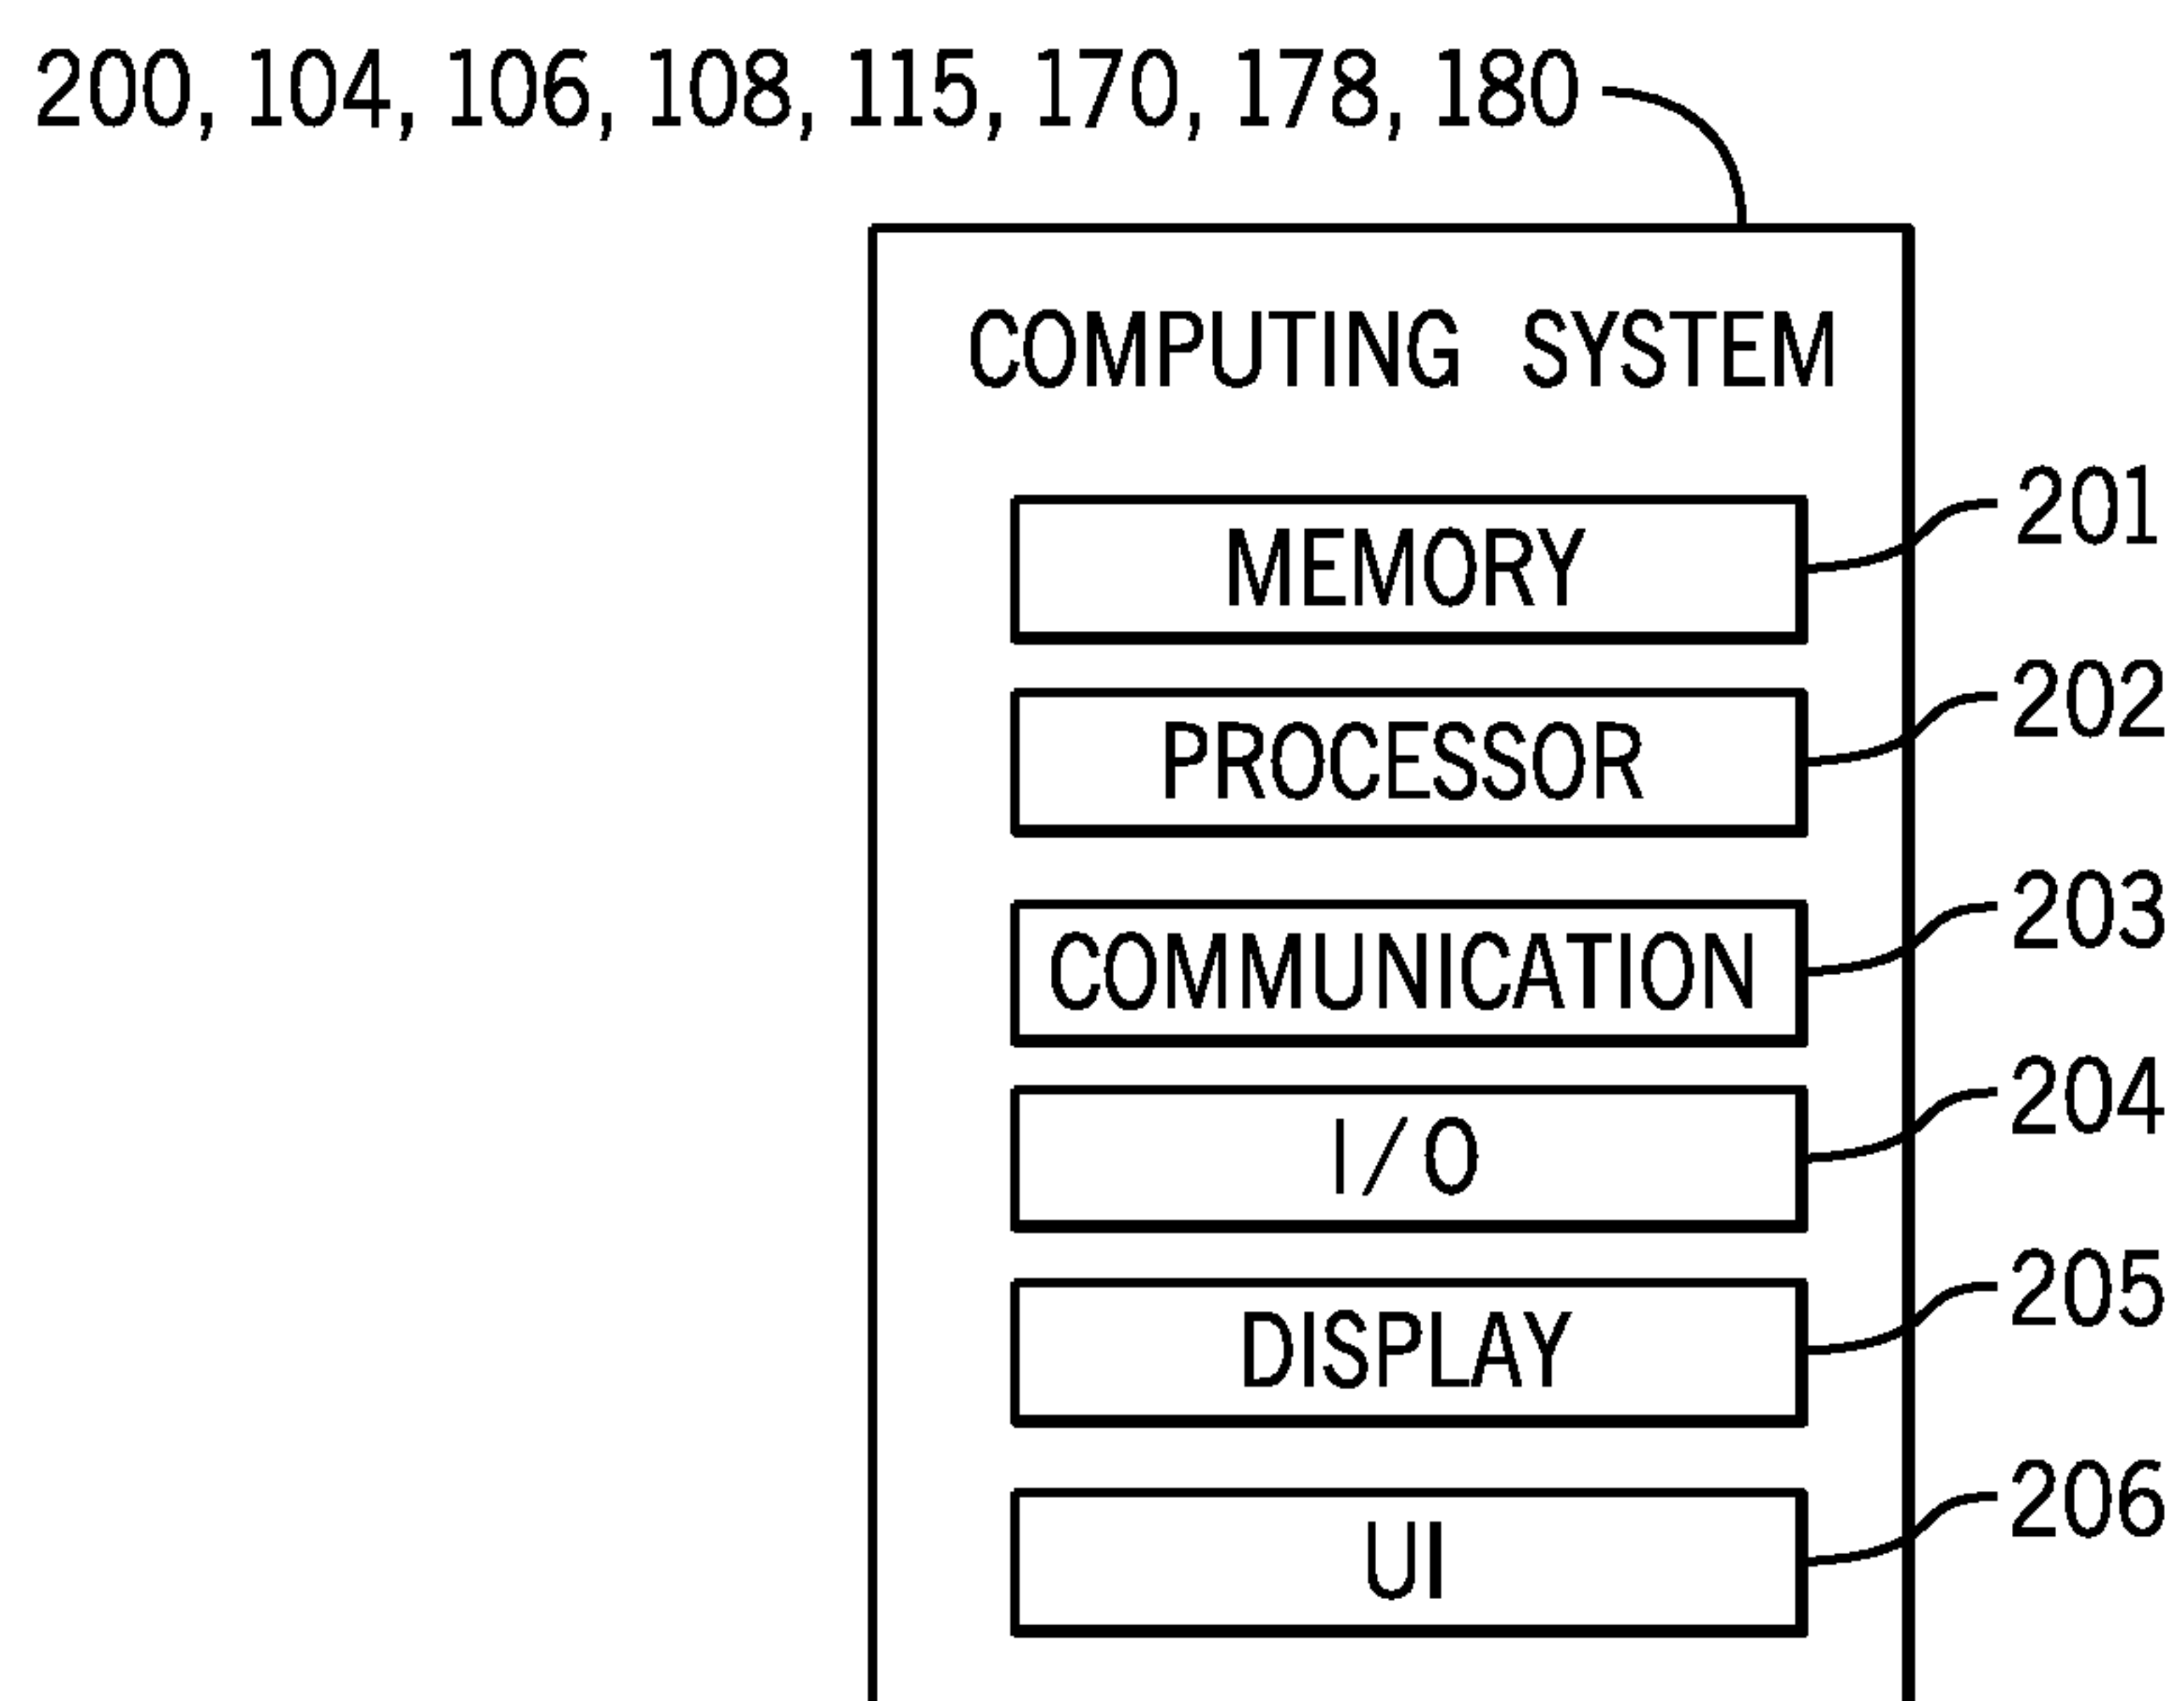 200, 104, 106, 108, 115, 170, 178, 180
COMPUTING SYSTEM
MEMORY 201
PROCESSOR 202
COMMUNICATION 203
I/O 204
DISPLAY 205
UI 206